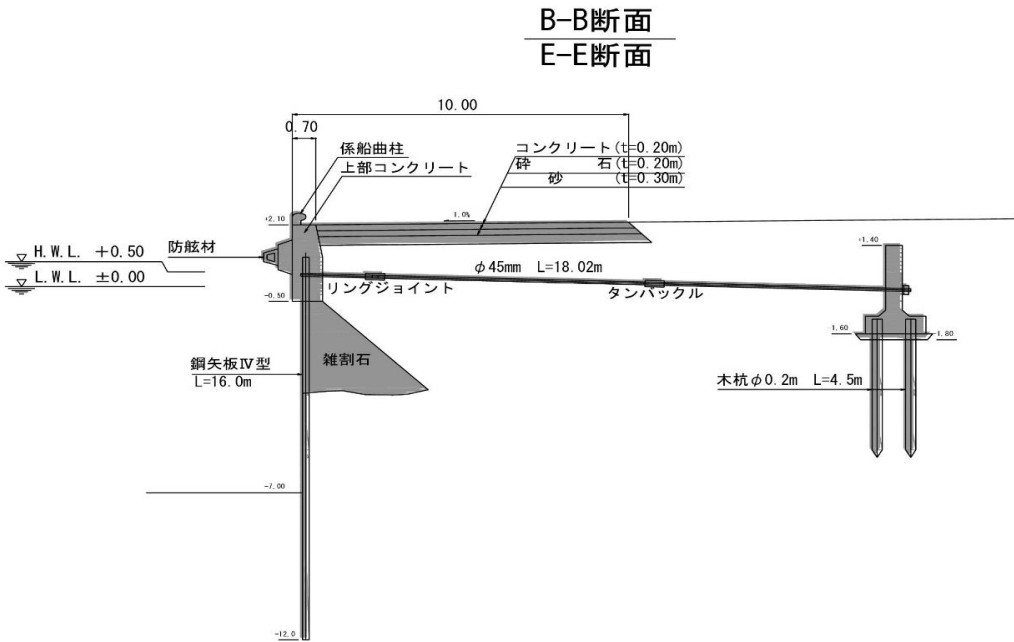 B-B断面
E-E断面
10.00
0.70
係船曲柱
上部コンクリート
コンクリート(t=0.20m)
砕 石(t=0.20m)
砂 (t=0.30m)
+2.10
1.0%
防舷材
H.W.L. +0.50
L.W.L. ±0.00
+1.40
φ45mm L=18.02m
リングジョイント
タンバックル
-0.50
1.60
-1.80
鋼矢板Ⅳ型
L=16.0m
雑割石
木杭φ0.2m L=4.5m
-7.00
-12.0